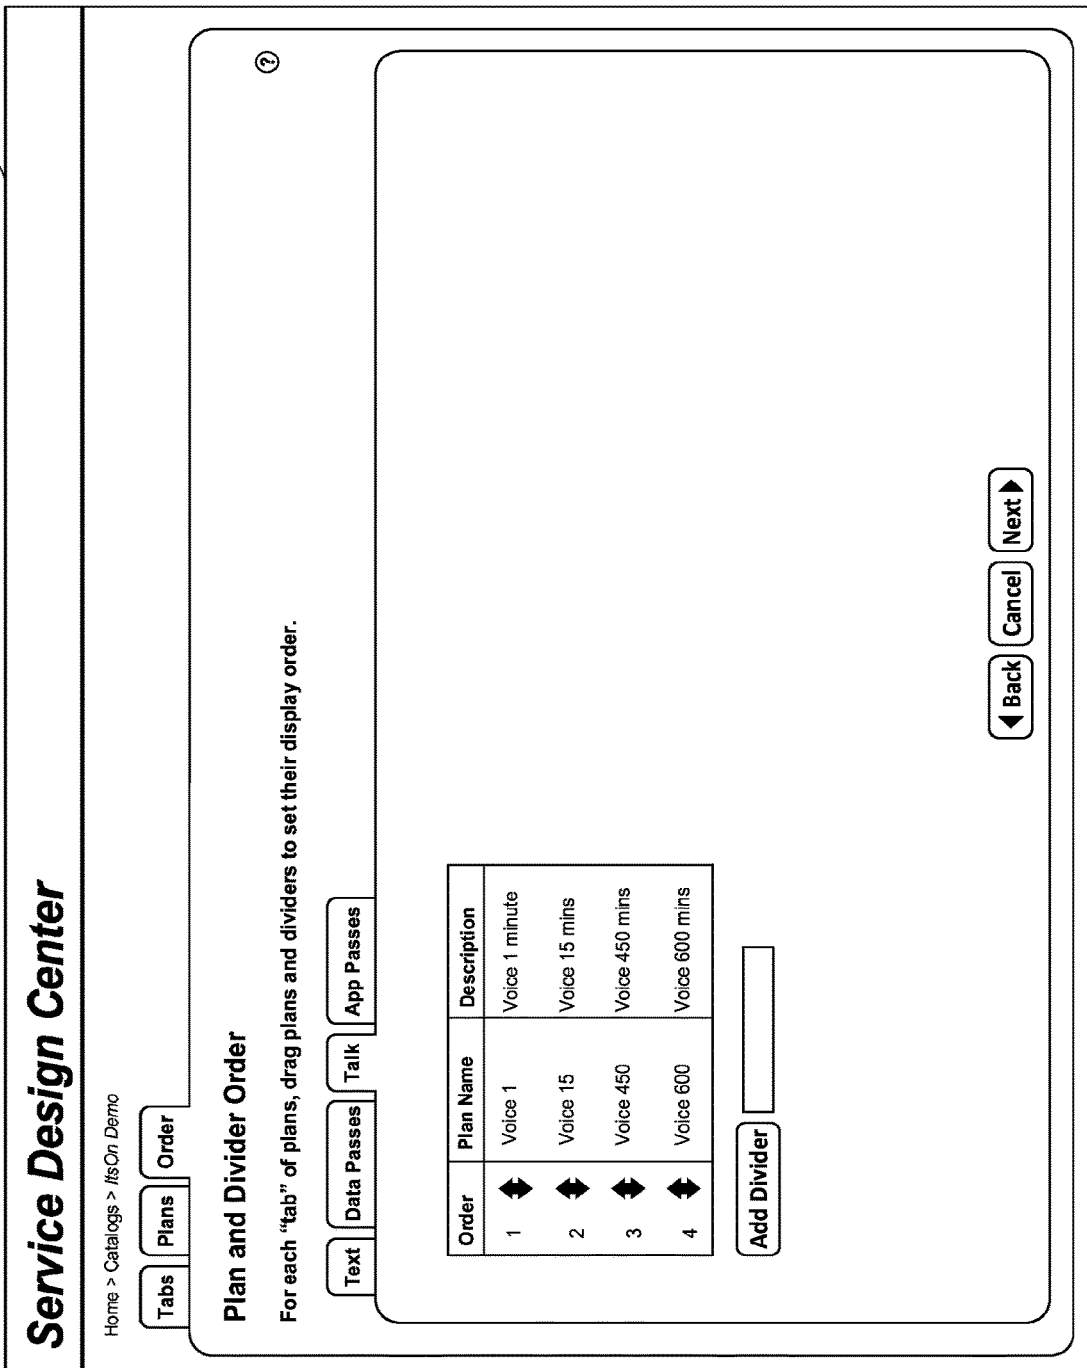 Service Design Center
Home > Catalogs > ItsOn Demo
Tabs Plans Order
Plan and Divider Order
?
For each “tab” of plans, drag plans and dividers to set their display order.
Text Data Passes Talk App Passes
Order Plan Name Description
1 Voice 1 Voice 1 minute
2 Voice 15 Voice 15 mins
3 Voice 450 Voice 450 mins
4 Voice 600 Voice 600 mins
Add Divider
Back Cancel Next